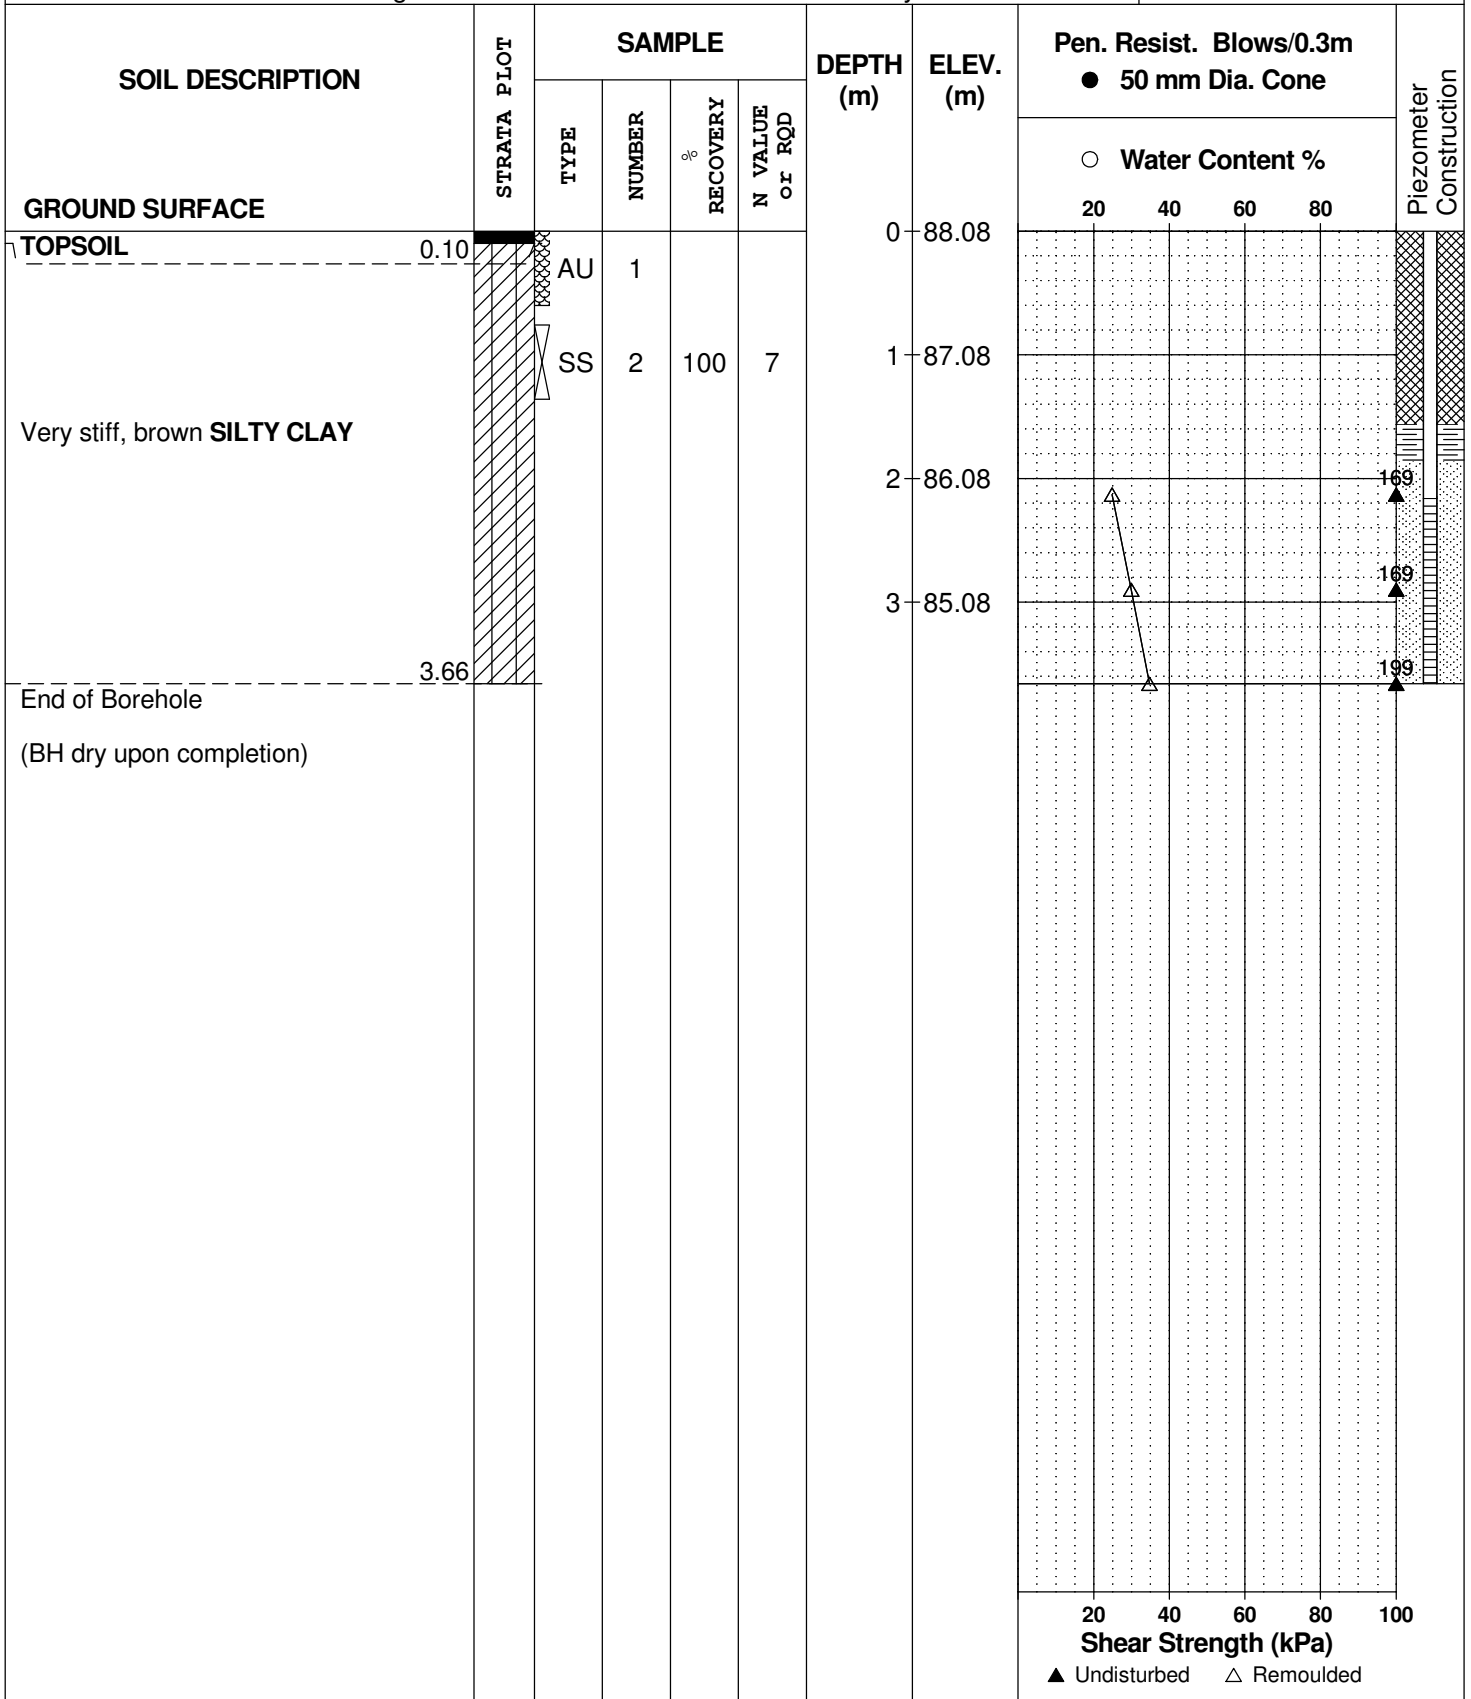 SOIL DESCRIPTION
GROUND SURFACE
STRATA PLOT
SAMPLE
TYPE
NUMBER
%
RECOVERY
N VALUE
or RQD
DEPTH
(m)
ELEV.
(m)
Pen. Resist. Blows/0.3m
● 50 mm Dia. Cone
○ Water Content %
20 40 60 80
Piezometer
Construction
TOPSOIL 0.10
AU 1
SS 2 100 7
Very stiff, brown SILTY CLAY
3.66
End of Borehole
(BH dry upon completion)
0 88.08
1 87.08
2 86.08
3 85.08
169
169
199
20 40 60 80 100
Shear Strength (kPa)
▲ Undisturbed △ Remoulded